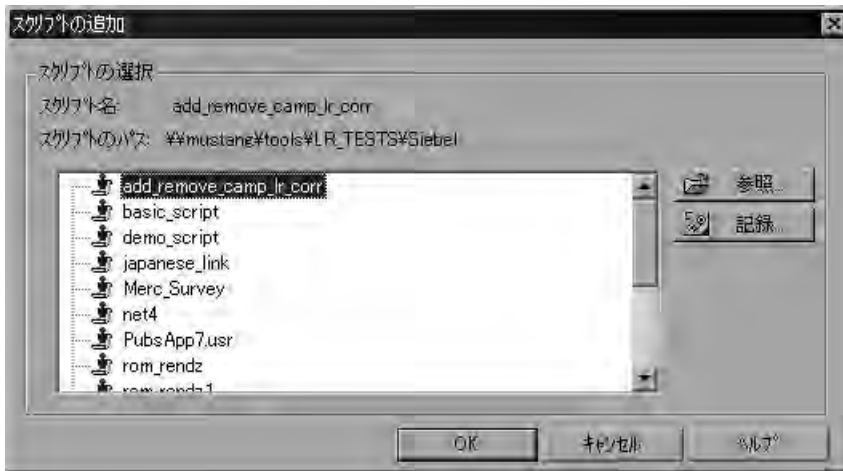 スクリプトの追加
スクリプトの選択
スクリプト名: add_remove_camp_lr_corr
スクリプトのパス: ¥¥mustang¥tools¥LR_TESTS¥Siebel
add_remove_camp_lr_corr
basic_script
demo_script
japanese_link
Merc_Survey
net4
PubsApp7.usr
rom_rendz
rom_rendz1
参照...
記録...
OK
キャンセル
ヘルプ